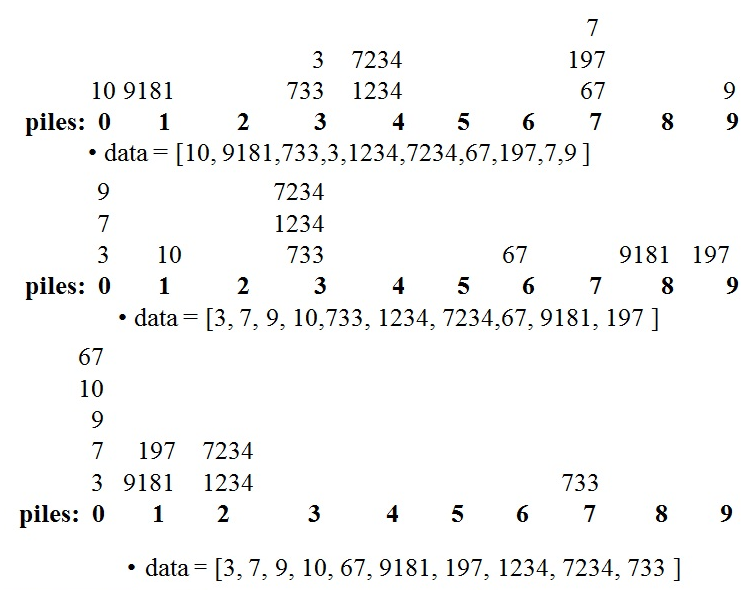 7
3 7234 197
10 9181 733 1234 67 9
piles: 0 1 2 3 4 5 6 7 8 9
• data = [10, 9181,733,3,1234,7234,67,197,7,9 ]
9 7234
7 1234
3 10 733 67 9181 197
piles: 0 1 2 3 4 5 6 7 8 9
• data = [3, 7, 9, 10,733, 1234, 7234,67, 9181, 197 ]
67
10
9
7 197 7234
3 9181 1234 733
piles: 0 1 2 3 4 5 6 7 8 9
• data = [3, 7, 9, 10, 67, 9181, 197, 1234, 7234, 733 ]